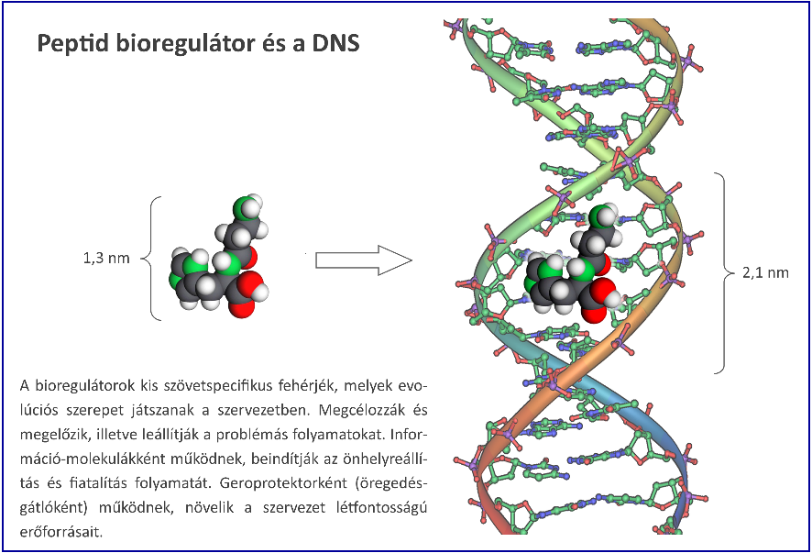 Peptid bioregulátor és a DNS
1,3 nm
2,1 nm
A bioregulátorok kis szövetspecifikus fehérjék, melyek evo-
lúciós szerepet játszanak a szervezetben. Megcélozzák és
megelőzik, illetve leállítják a problémás folyamatokat. Infor-
máció-molekulákként működnek, beindítják az önhelyreállí-
tás és fiatalítás folyamatát. Geroprotektorként (öregedés-
gátlóként) működnek, növelik a szervezet létfontosságú
erőforrásait.